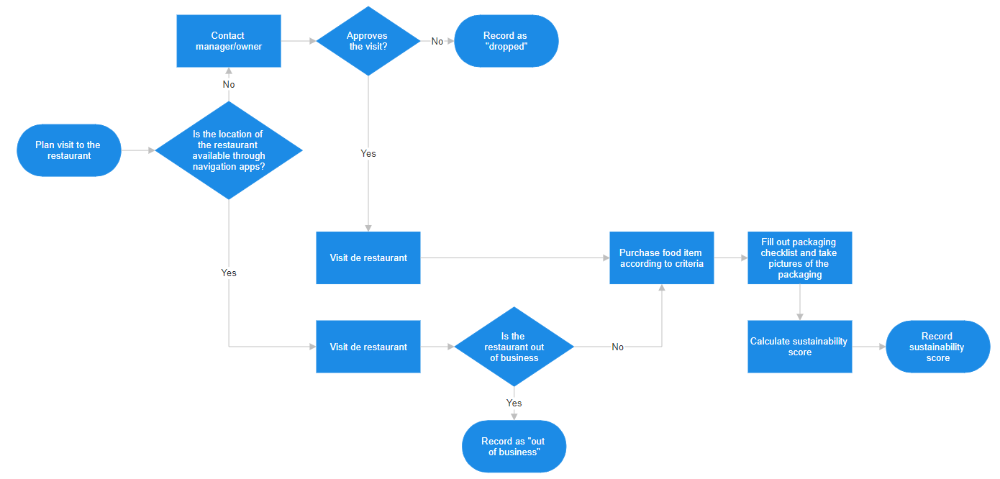 Contact
manager/owner
Approves
the visit?
No
Record as
"dropped"
No
Plan visit to the
restaurant
Is the location of
the restaurant
available through
navigation apps?
Yes
Yes
Visit de restaurant
Purchase food item
according to criteria
Fill out packaging
checklist and take
pictures of the
packaging
Visit de restaurant
Is the
restaurant out
of business
No
Calculate sustainability
score
Record
sustainability
score
Yes
Record as "out
of business"